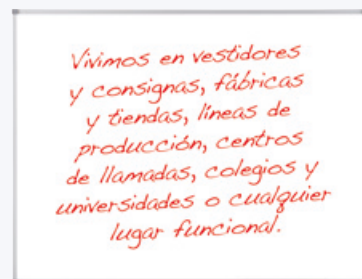 Vivimos en vestidores
y consignas, fábricas
y tiendas, líneas de
producción, centros
de llamadas, colegios y
universidades o cualquier
lugar funcional.